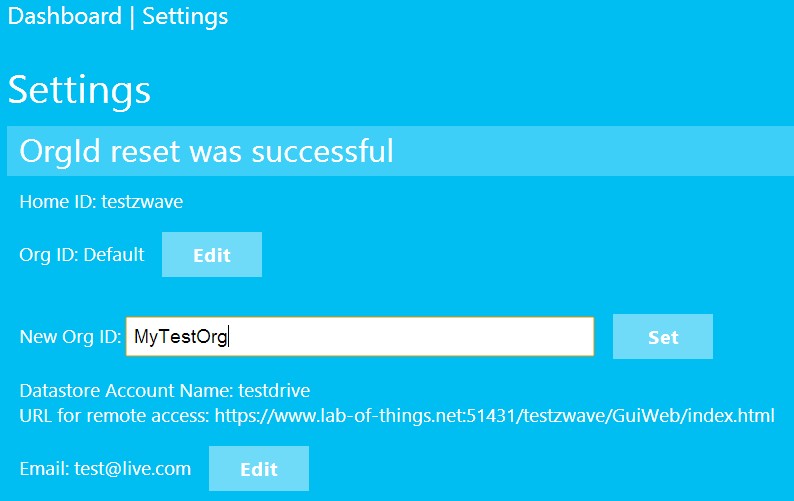 Dashboard | Settings
Settings
OrgId reset was successful
Home ID: testzwave
Org ID: Default Edit
New Org ID: MyTestOrg Set
Datastore Account Name: testdrive
URL for remote access: https://www.lab-of-things.net:51431/testzwave/GuiWeb/index.html
Email: test@live.com Edit